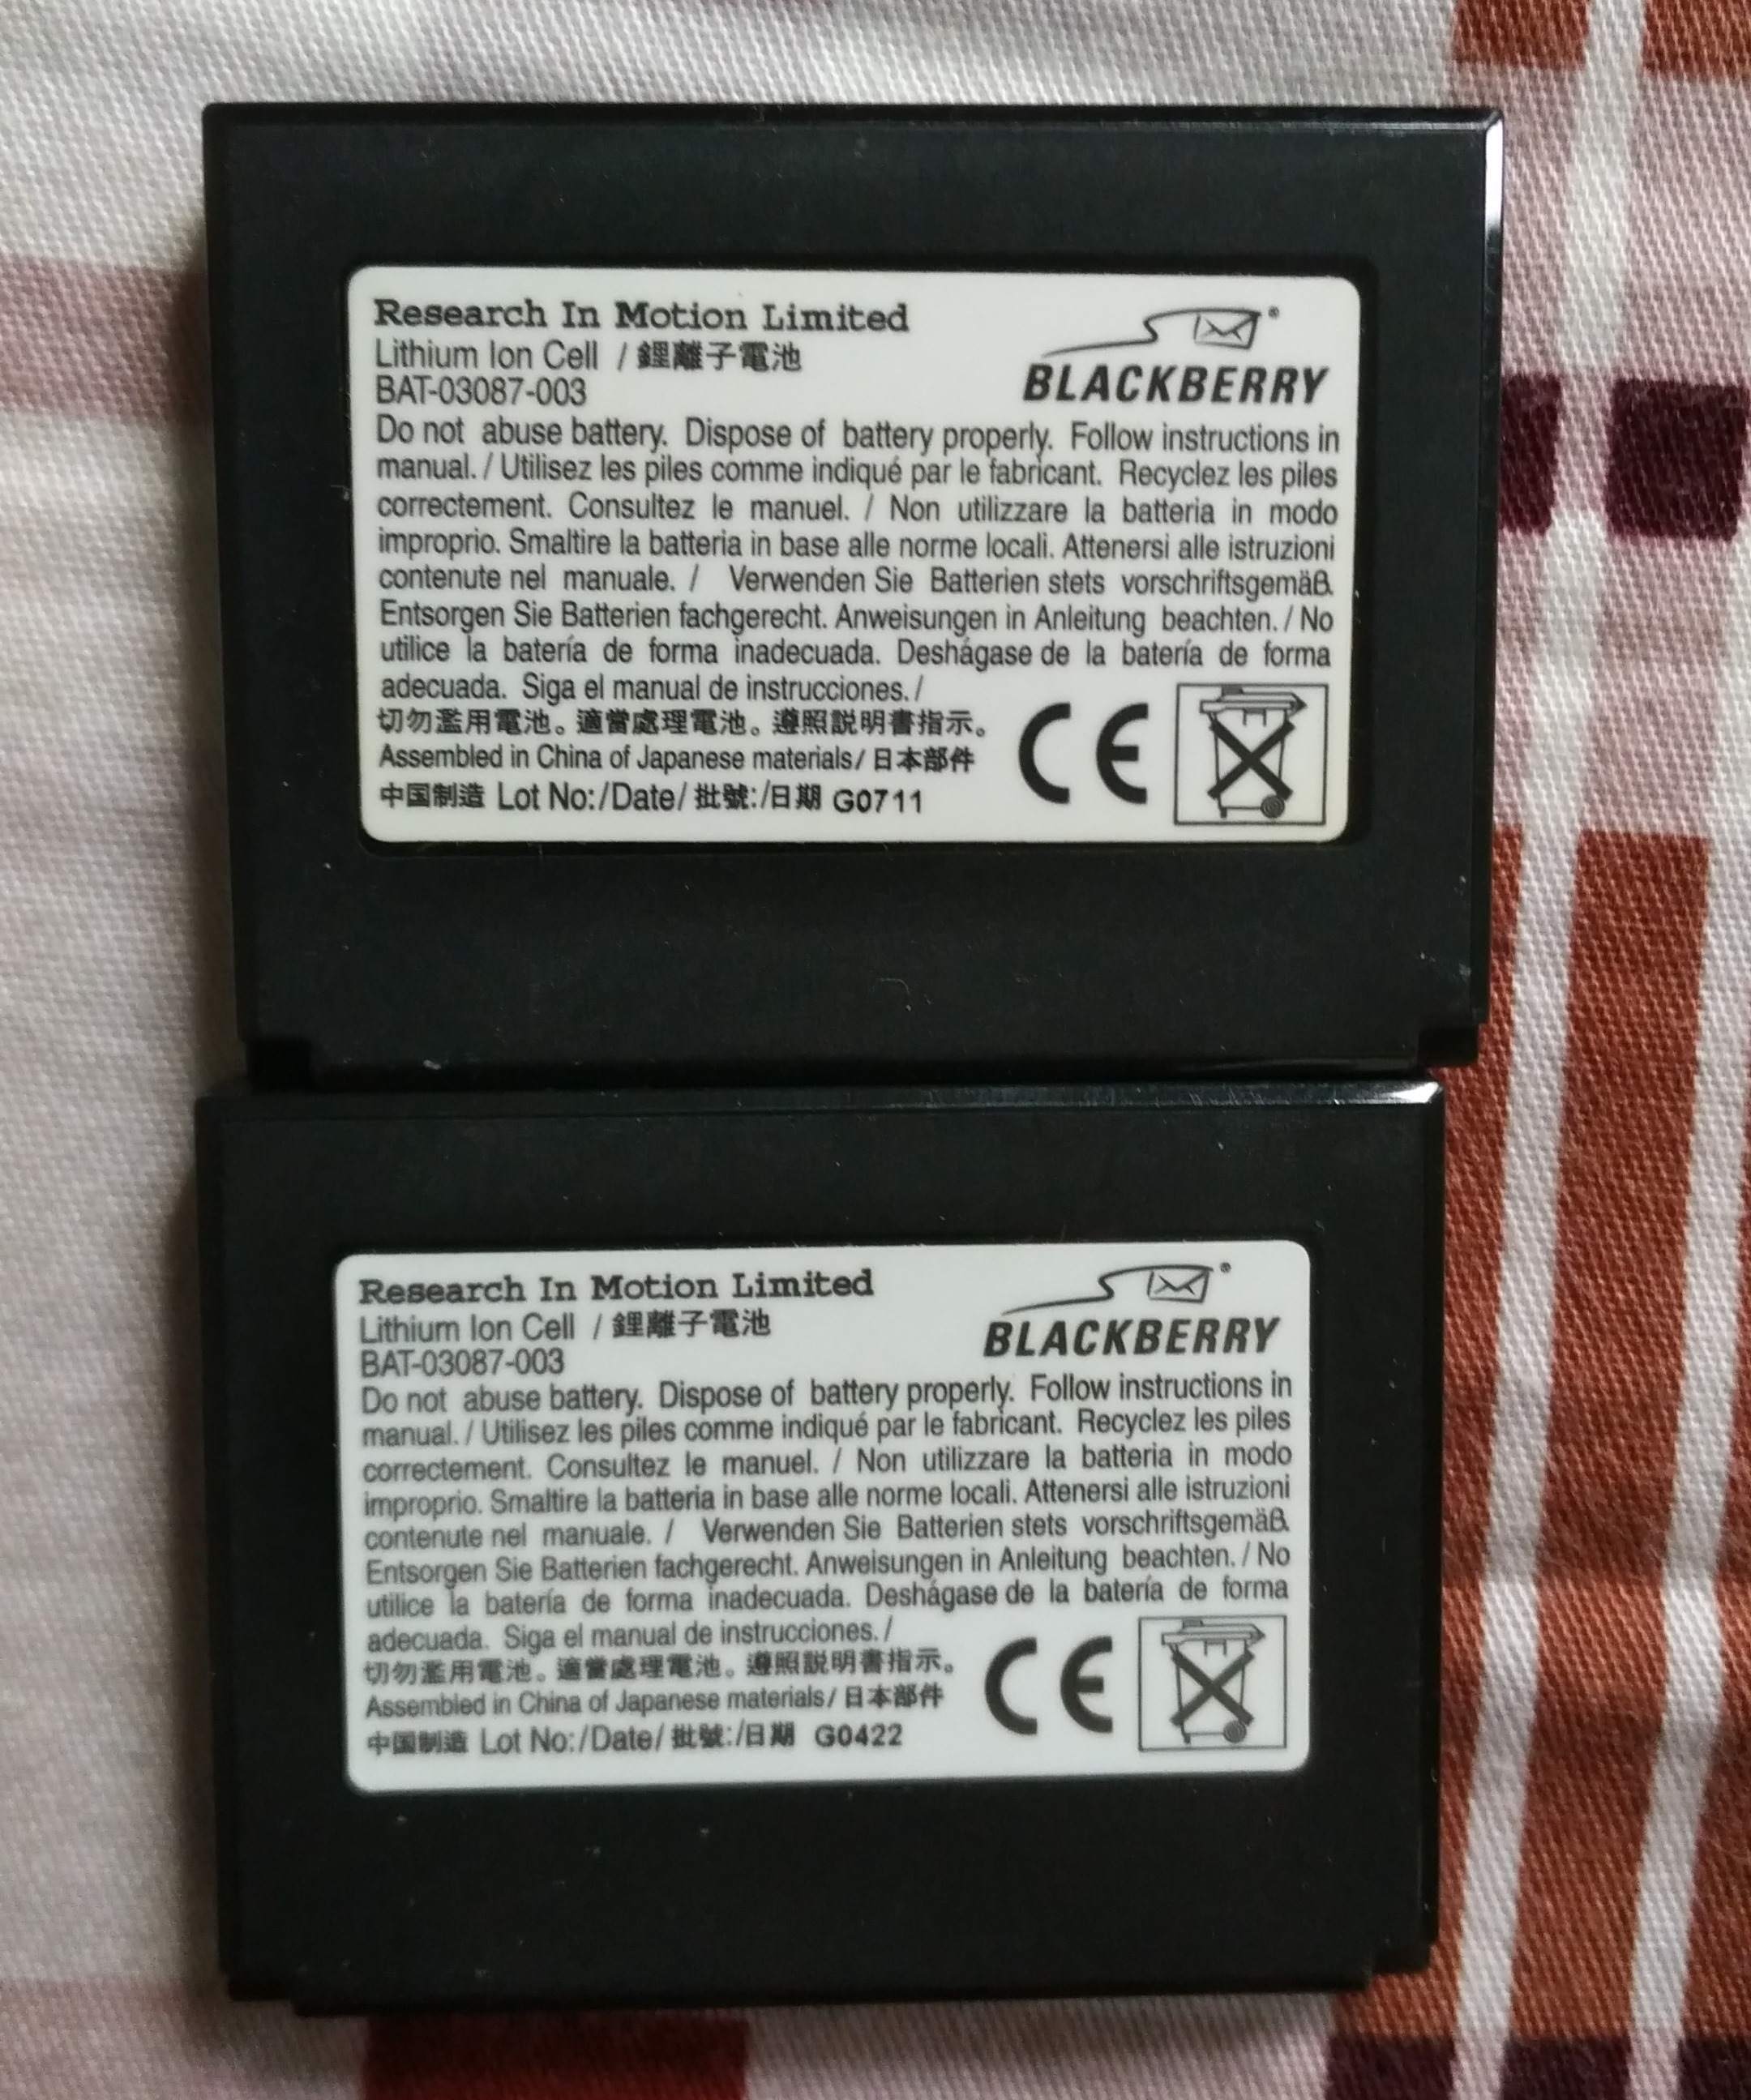 Research In Motion Limited
Lithium Ion Cell / 鋰離子電池
BAT-03087-003
BLACKBERRY®
Do not abuse battery. Dispose of battery properly. Follow instructions in
manual. / Utilisez les piles comme indiqué par le fabricant. Recyclez les piles
correctement. Consultez le manuel. / Non utilizzare la batteria in modo
improprio. Smaltire la batteria in base alle norme locali. Attenersi alle istruzioni
contenute nel manuale. / Verwenden Sie Batterien stets vorschriftsgemäß.
Entsorgen Sie Batterien fachgerecht. Anweisungen in Anleitung beachten. / No
utilice la batería de forma inadecuada. Deshágase de la batería de forma
adecuada. Siga el manual de instrucciones. /
切勿濫用電池。適當處理電池。遵照説明書指示。
Assembled in China of Japanese materials/ 日本部件
中国制造 Lot No:/Date/ 批號:/日期 G0711
CE
Research In Motion Limited
Lithium Ion Cell / 鋰離子電池
BAT-03087-003
BLACKBERRY®
Do not abuse battery. Dispose of battery properly. Follow instructions in
manual. / Utilisez les piles comme indiqué par le fabricant. Recyclez les piles
correctement. Consultez le manuel. / Non utilizzare la batteria in modo
improprio. Smaltire la batteria in base alle norme locali. Attenersi alle istruzioni
contenute nel manuale. / Verwenden Sie Batterien stets vorschriftsgemäß.
Entsorgen Sie Batterien fachgerecht. Anweisungen in Anleitung beachten. / No
utilice la batería de forma inadecuada. Deshágase de la batería de forma
adecuada. Siga el manual de instrucciones. /
切勿濫用電池。適當處理電池。遵照説明書指示。
Assembled in China of Japanese materials/ 日本部件
中国制造 Lot No:/Date/ 批號:/日期 G0422
CE